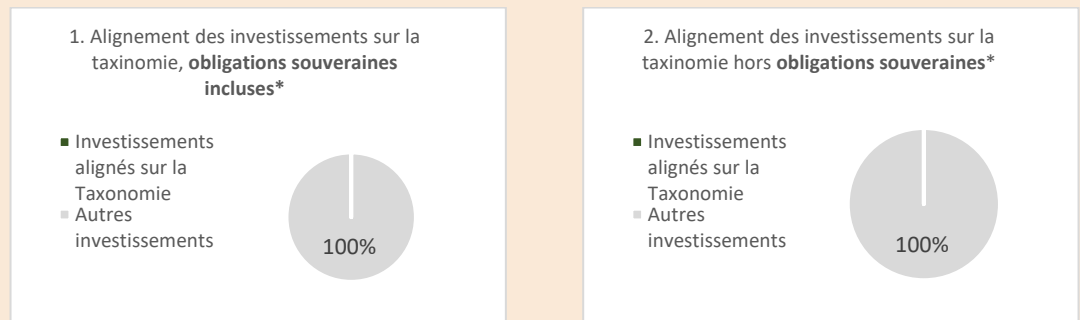 1. Alignement des investissements sur la
taxinomie, obligations souveraines
incluses*
Investissements
alignés sur la
Taxonomie
Autres
investissements
100%
2. Alignement des investissements sur la
taxinomie hors obligations souveraines*
Investissements
alignés sur la
Taxonomie
Autres
investissements
100%